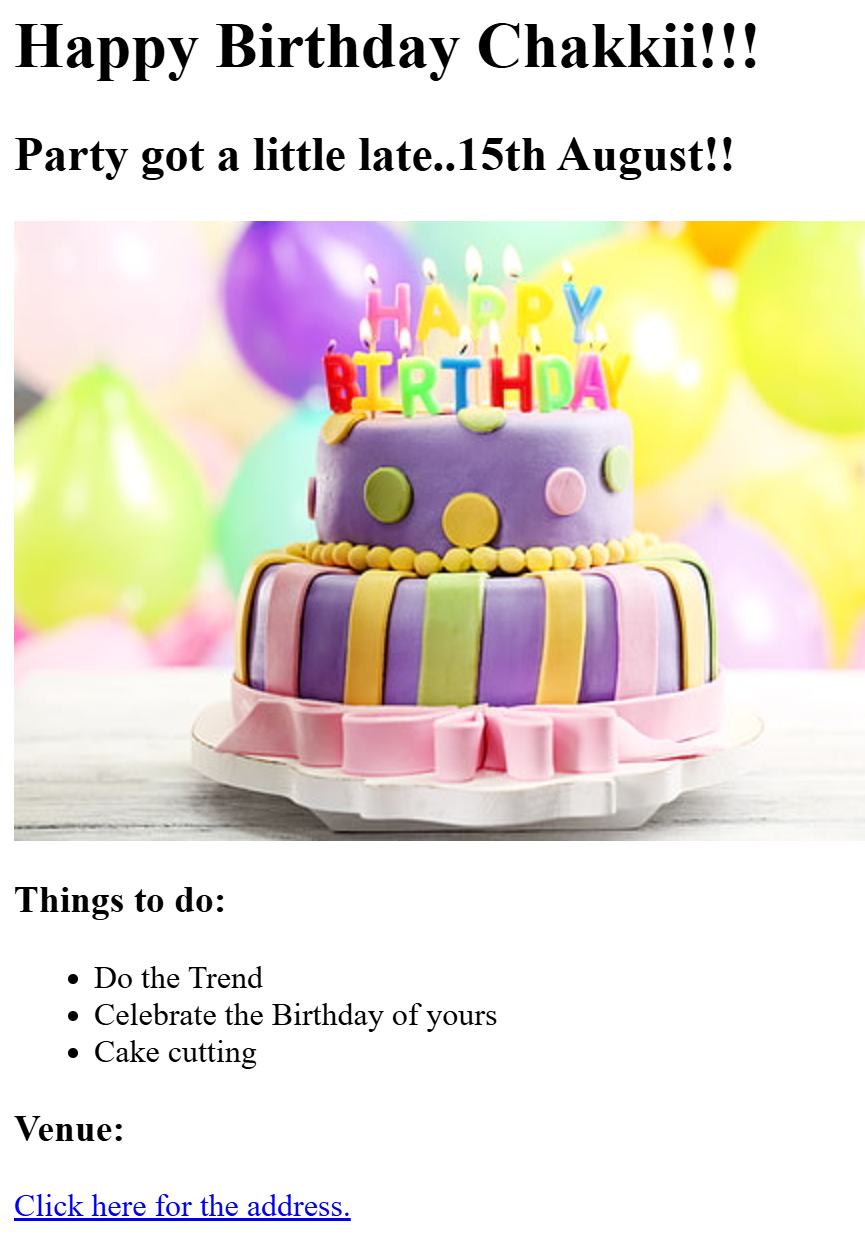 Happy Birthday Chakkii!!!
Party got a little late..15th August!!
HAPPY
BIRTHDAY
Things to do:
• Do the Trend
• Celebrate the Birthday of yours
• Cake cutting
Venue:
Click here for the address.